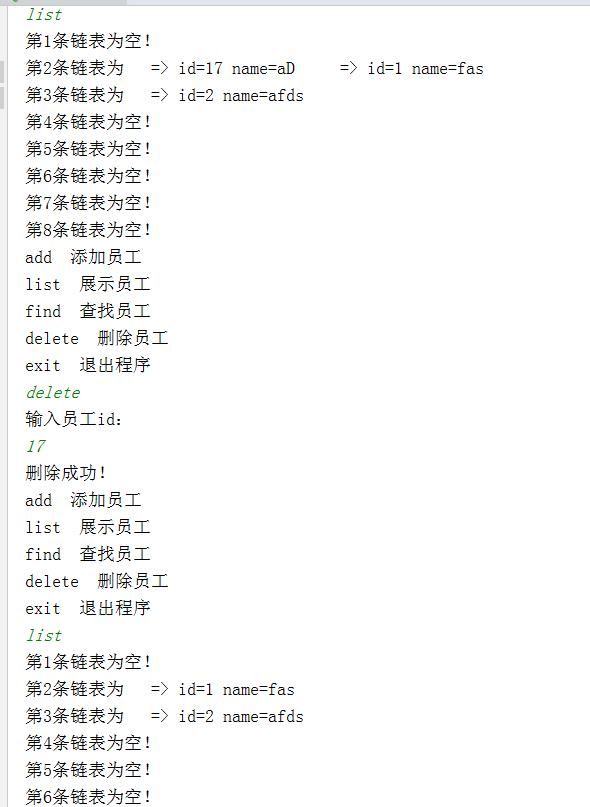 list
第1条链表为空!
第2条链表为   => id=17 name=aD     => id=1 name=fas
第3条链表为   => id=2 name=afds
第4条链表为空!
第5条链表为空!
第6条链表为空!
第7条链表为空!
第8条链表为空!
add  添加员工
list  展示员工
find  查找员工
delete  删除员工
exit  退出程序
delete
输入员工id:
17
删除成功!
add  添加员工
list  展示员工
find  查找员工
delete  删除员工
exit  退出程序
list
第1条链表为空!
第2条链表为   => id=1 name=fas
第3条链表为   => id=2 name=afds
第4条链表为空!
第5条链表为空!
第6条链表为空!